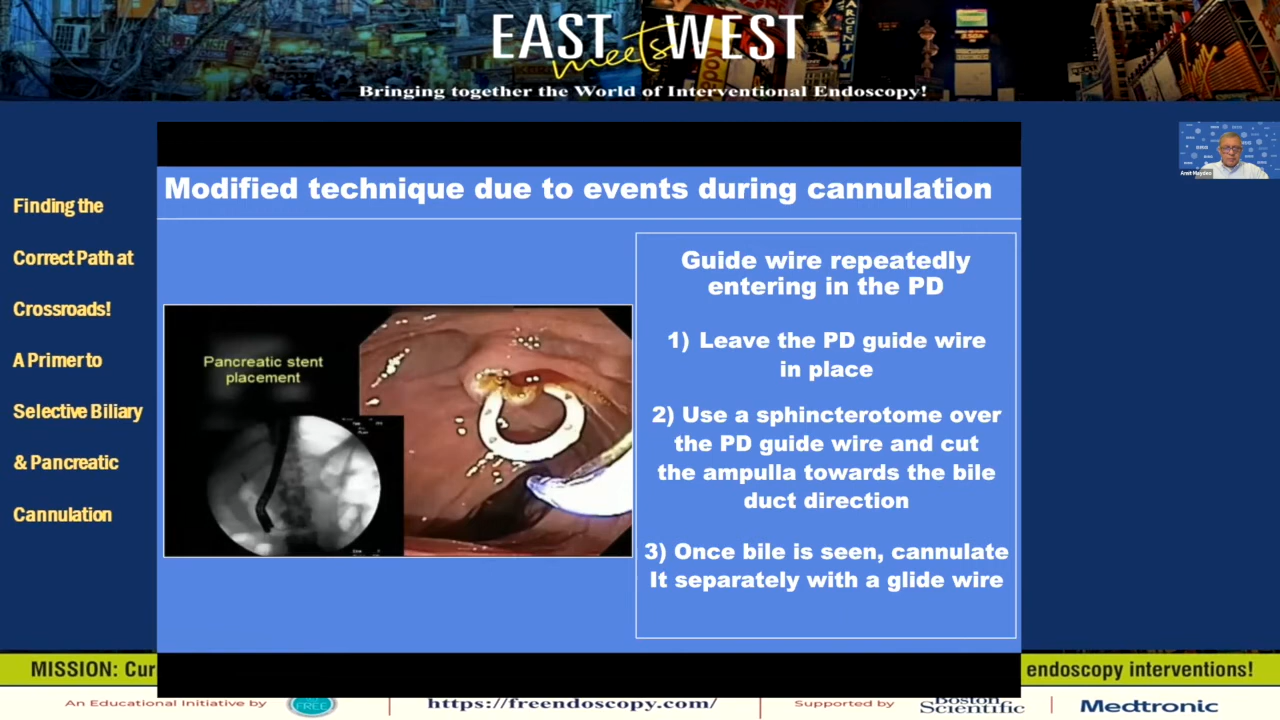 EAST meets WEST
Bringing together the World of Interventional Endoscopy!
Amit Maydeo
Modified technique due to events during cannulation
Finding the
Correct Path at
Crossroads!
A Primer to
Selective Biliary
& Pancreatic
Cannulation
Pancreatic stent
placement
Guide wire repeatedly
entering in the PD
1) Leave the PD guide wire
in place
2) Use a sphincterotome over
the PD guide wire and cut
the ampulla towards the bile
duct direction
3) Once bile is seen, cannulate
It separately with a glide wire
MISSION: Cur
endoscopy interventions!
An Educational Initiative by
FREE
https://freendoscopy.com/
Supported by
Boston
Scientific
Medtronic